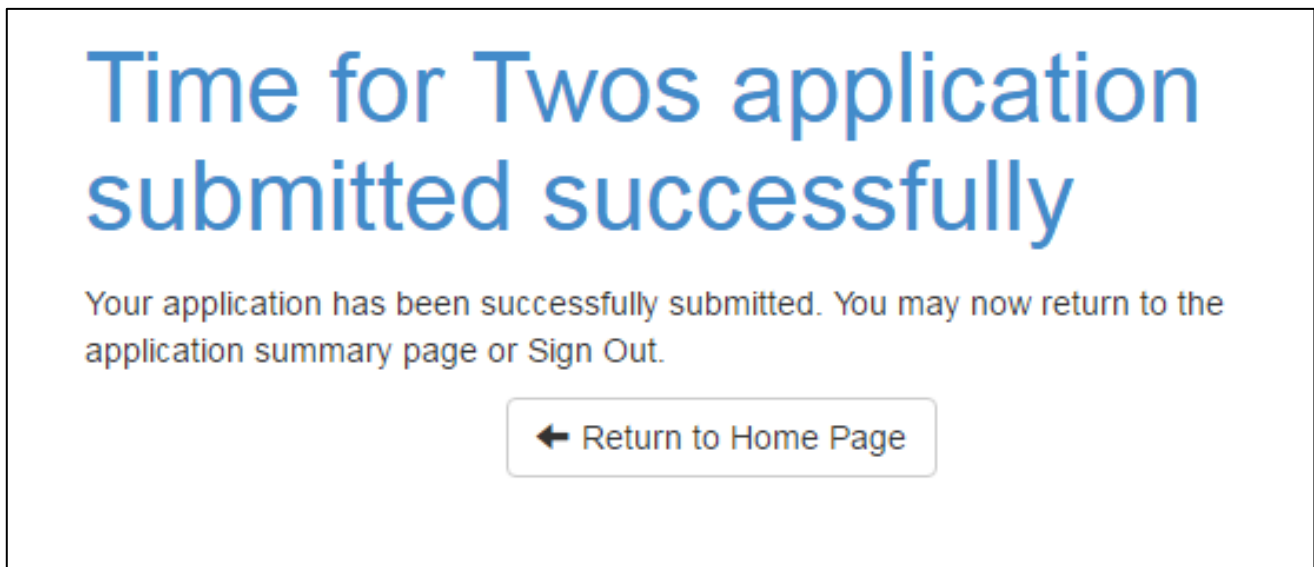 Time for Twos application
submitted successfully
Your application has been successfully submitted. You may now return to the
application summary page or Sign Out.
Return to Home Page